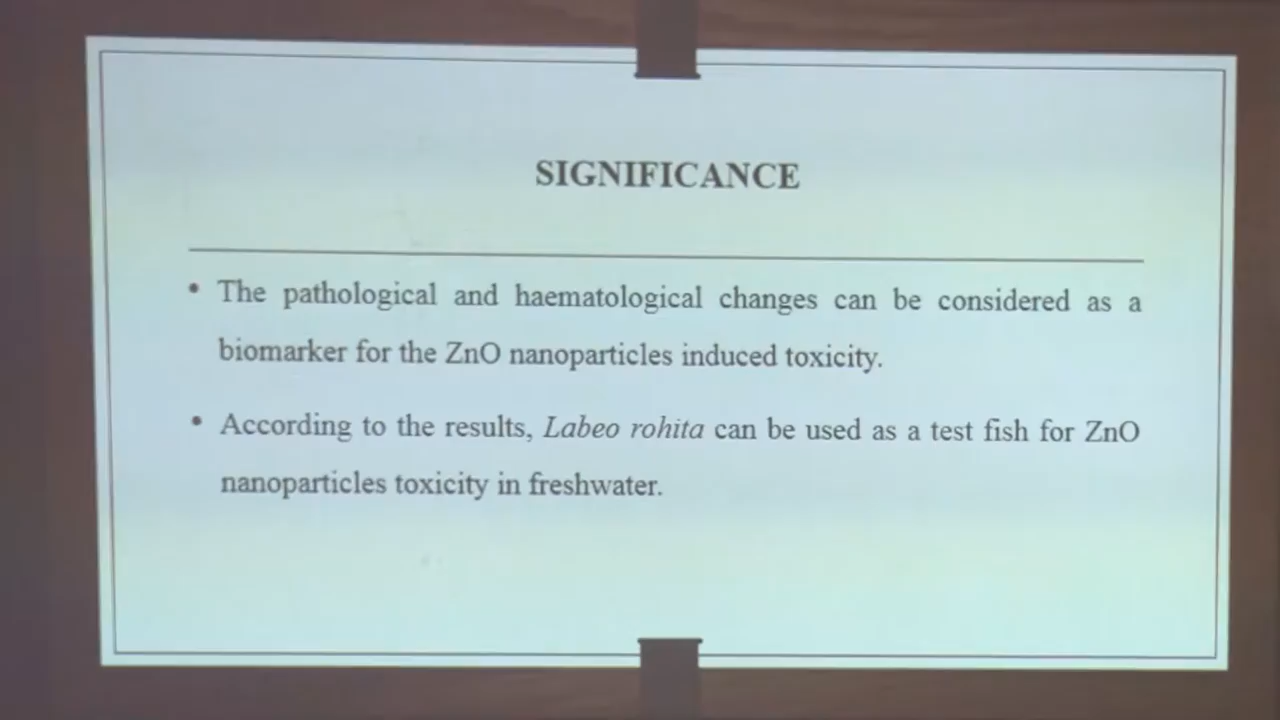 SIGNIFICANCE
• The pathological and haematological changes can be considered as a
biomarker for the ZnO nanoparticles induced toxicity.
• According to the results, Labeo rohita can be used as a test fish for ZnO
nanoparticles toxicity in freshwater.